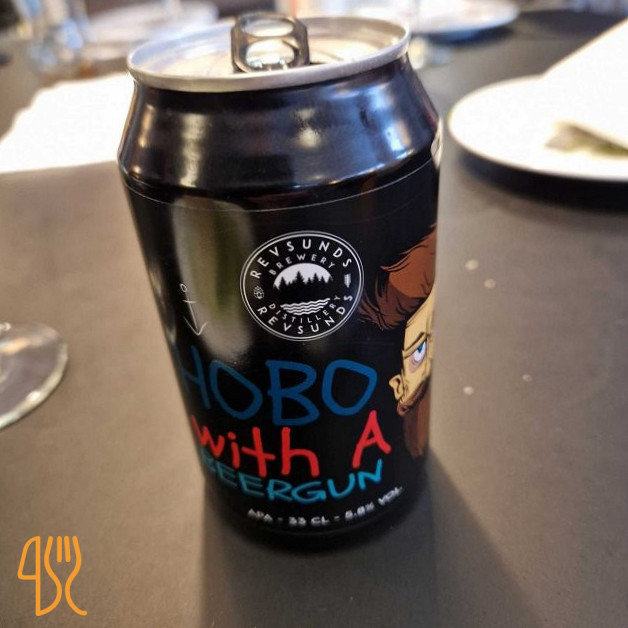 REVSUNDS
BREWERY
DISTILLERY
REVSUNDS
HOBO
with A
BEERGUN
APA - 33 CL - 5.8% VOL.